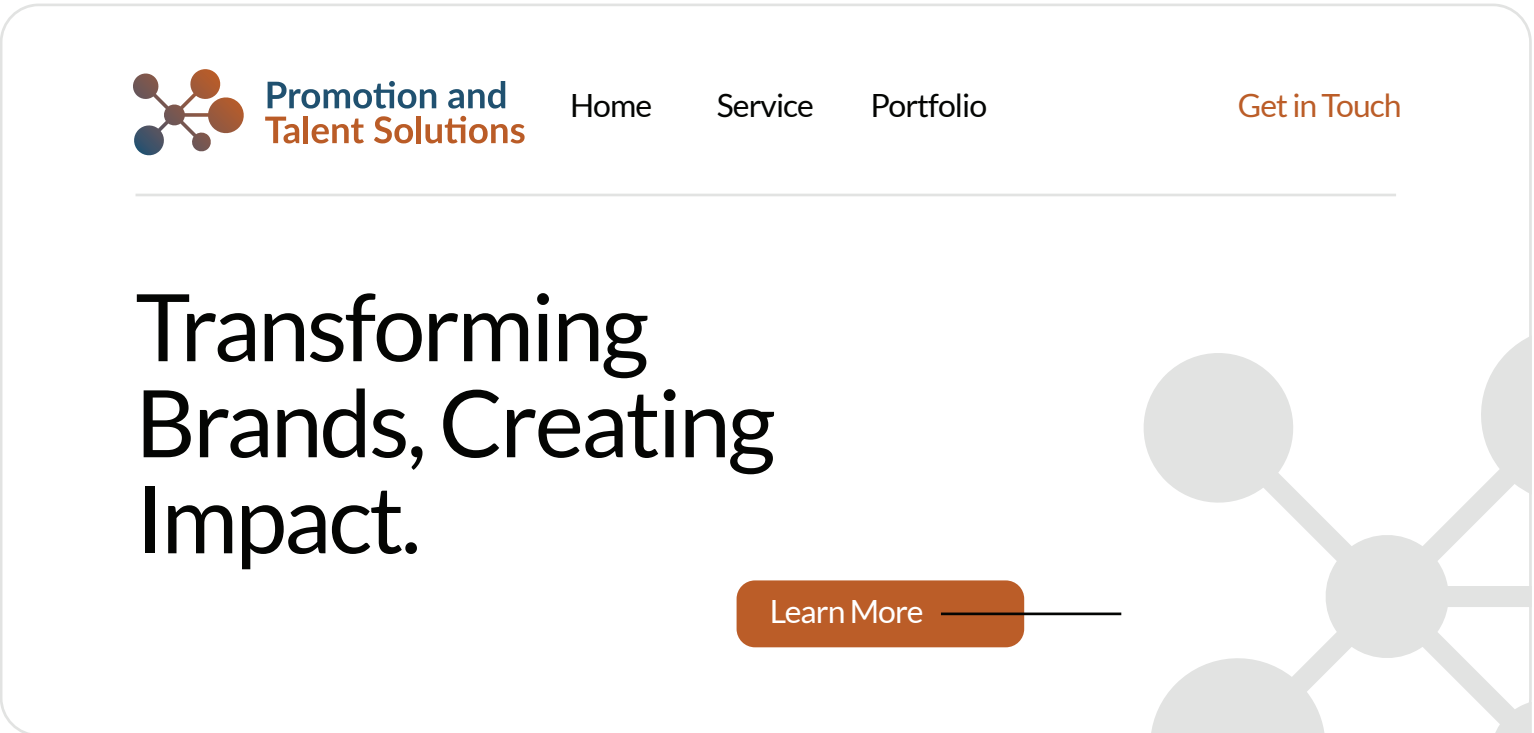 Promotion and
Talent Solutions
Home
Service
Portfolio
Get in Touch
Transforming
Brands, Creating
Impact.
Learn More